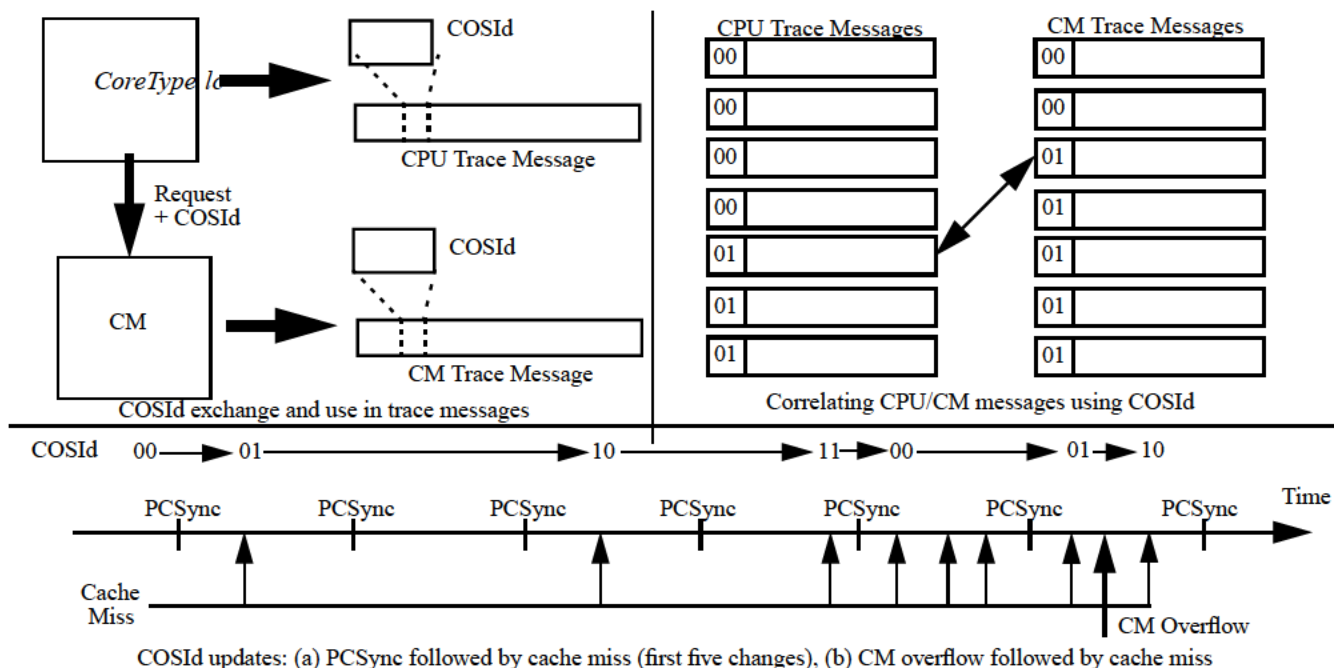 COSId
CoreType lo
CPU Trace Message
Request
+ COSId
COSId
CM
CM Trace Message
COSId exchange and use in trace messages
CPU Trace Messages
00
00
00
00
01
01
01
CM Trace Messages
00
00
01
01
01
01
01
Correlating CPU/CM messages using COSId
COSId 00 01 10 11 00 01 10
Time
PCSync PCSync PCSync PCSync PCSync PCSync PCSync
Cache
Miss
CM Overflow
COSId updates: (a) PCSync followed by cache miss (first five changes), (b) CM overflow followed by cache miss